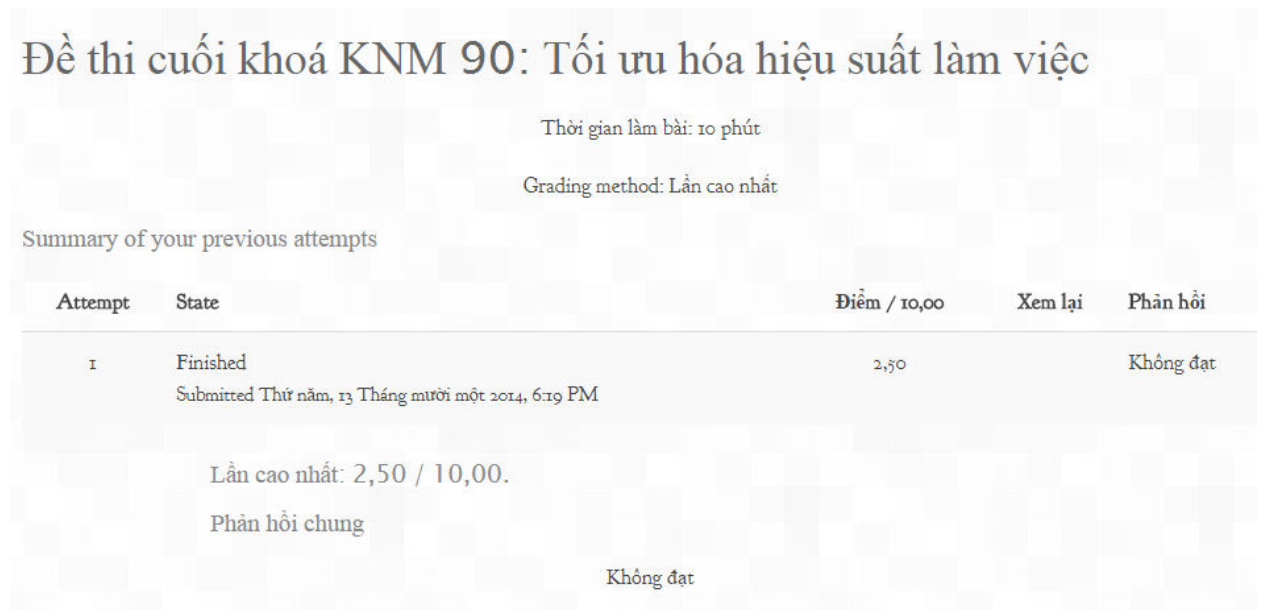 Đề thi cuối khoá KNM 90: Tối ưu hóa hiệu suất làm việc
Thời gian làm bài: 10 phút
Grading method: Lần cao nhất
Summary of your previous attempts
Attempt State Điểm / 10,00 Xem lại Phản hồi
1 Finished 2,50 Không đạt
Submitted Thứ năm, 13 Tháng mười một 2014, 6:19 PM
Lần cao nhất: 2,50 / 10,00.
Phản hồi chung
Không đạt